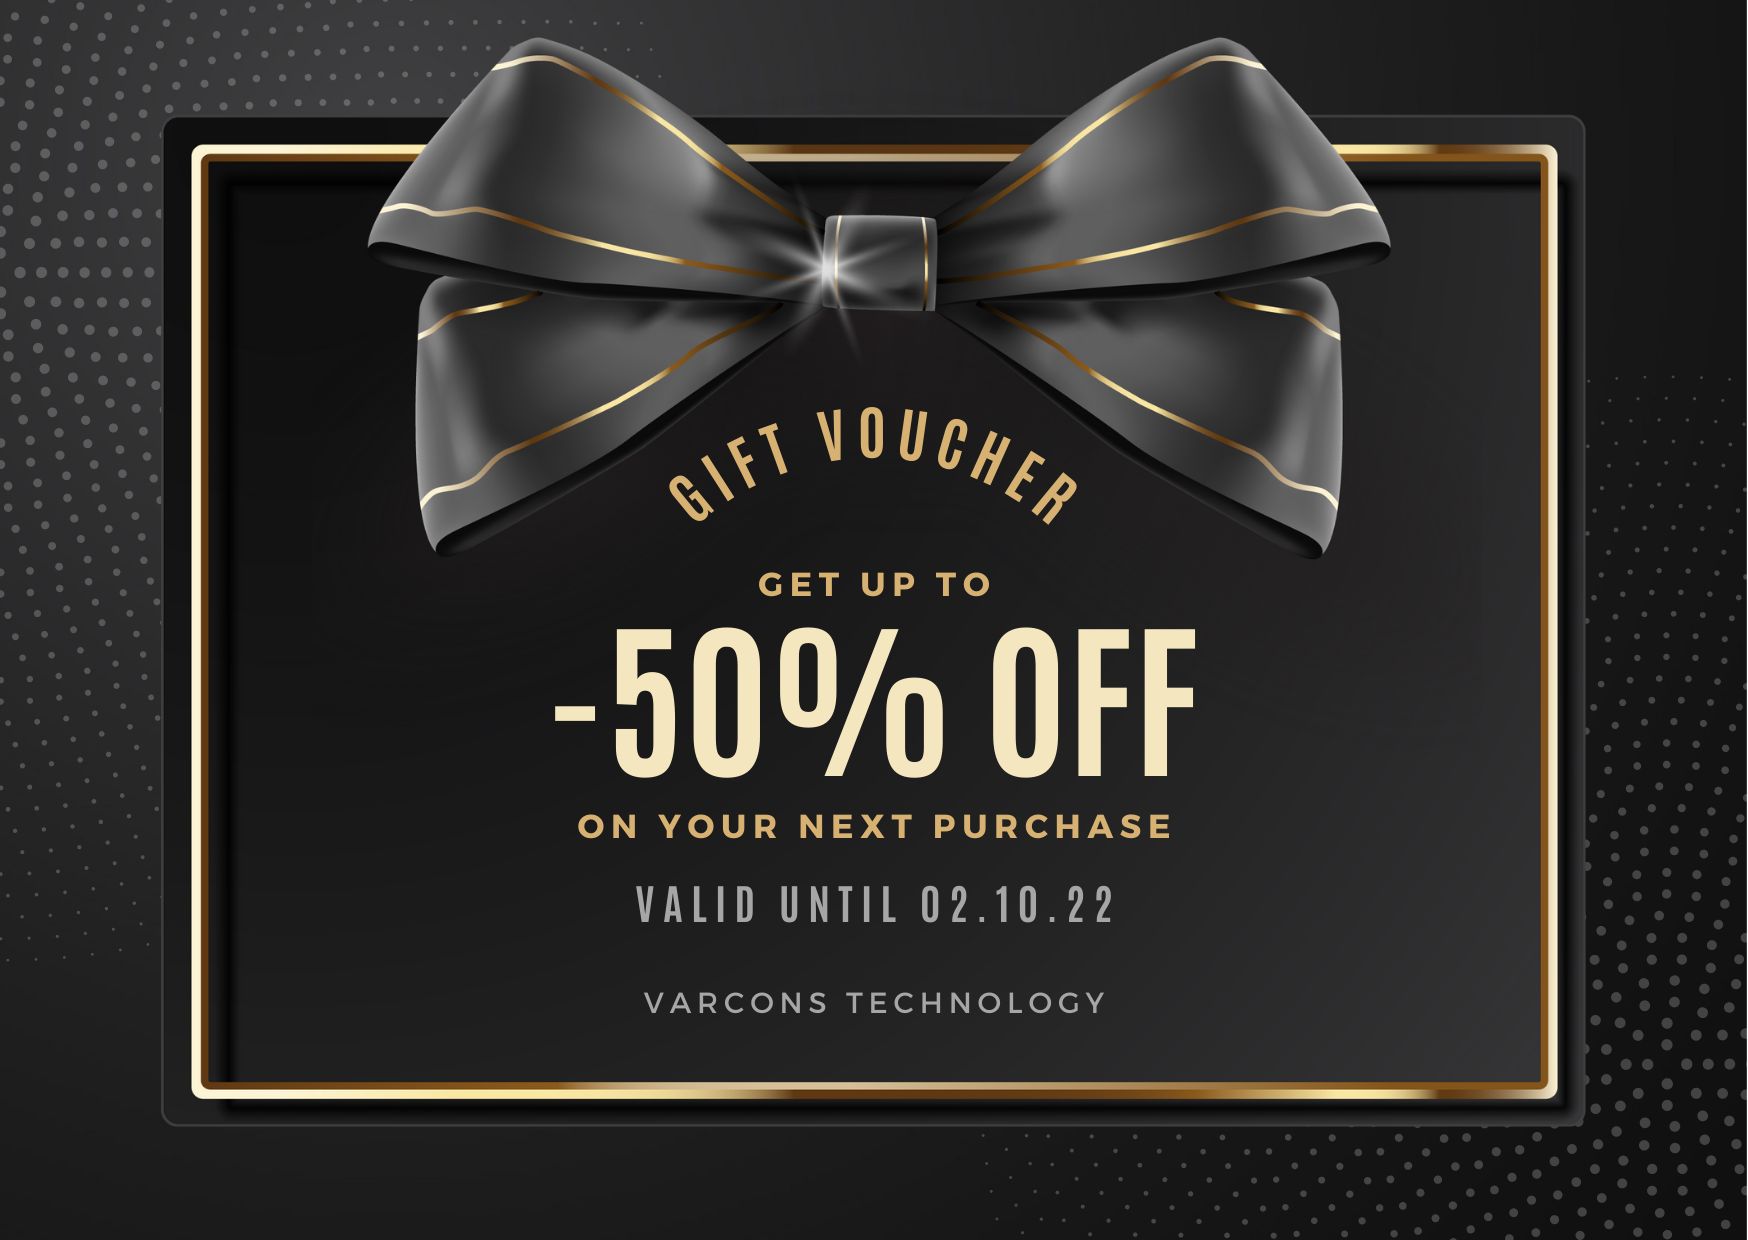 GIFT VOUCHER
GET UP TO
-50% OFF
ON YOUR NEXT PURCHASE
VALID UNTIL 02.10.22
VARCONS TECHNOLOGY